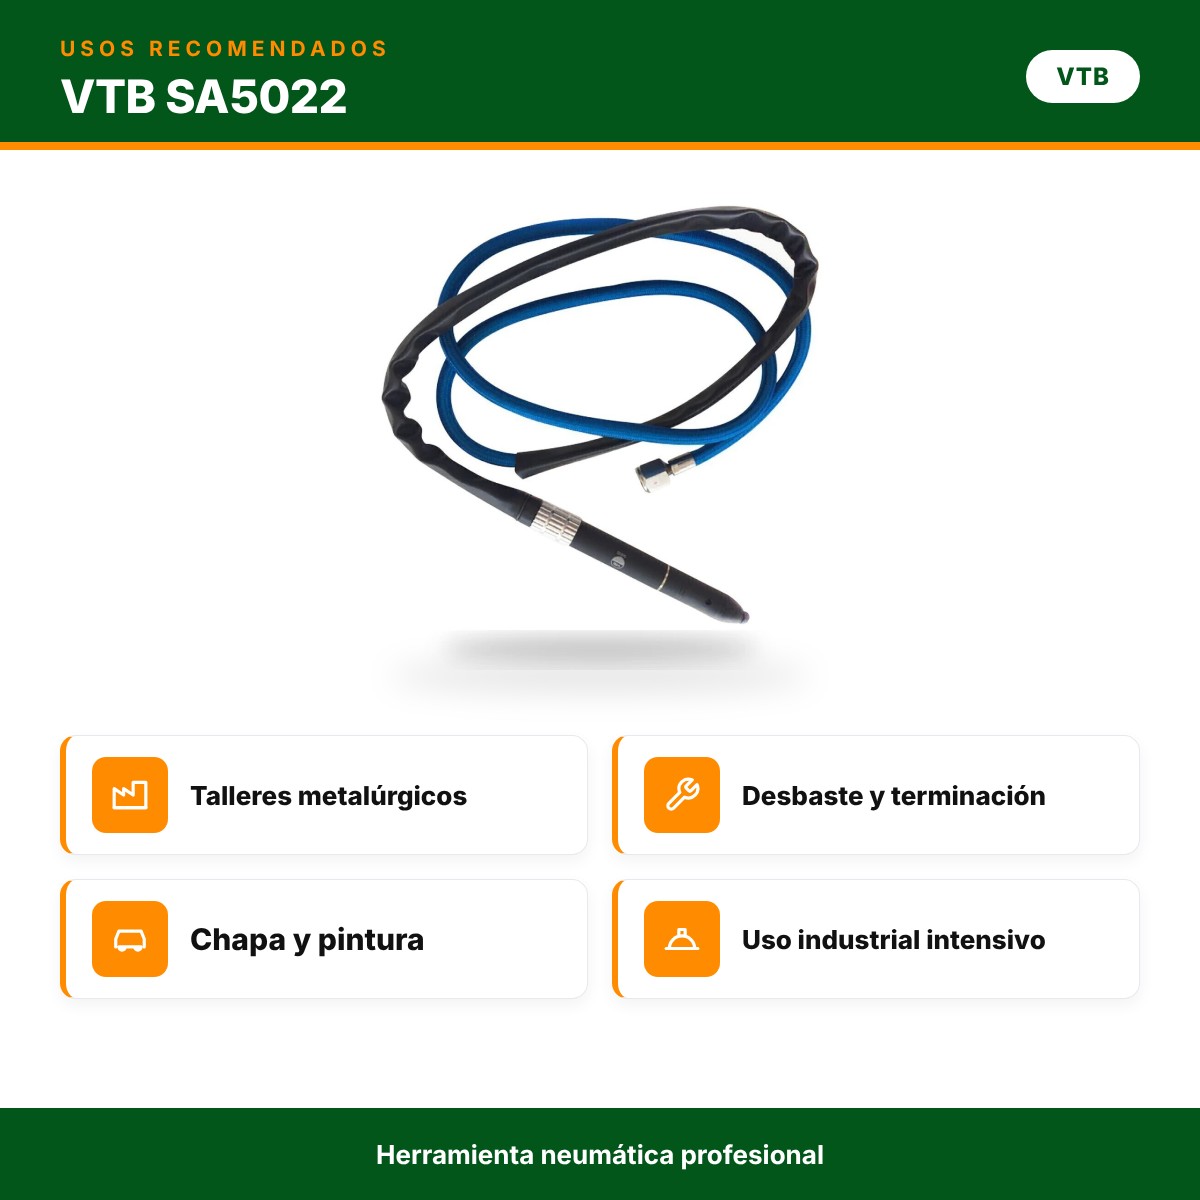 USOS RECOMENDADOS
VTB SA5022
VTB
Talleres metalúrgicos
Desbaste y terminación
Chapa y pintura
Uso industrial intensivo
Herramienta neumática profesional